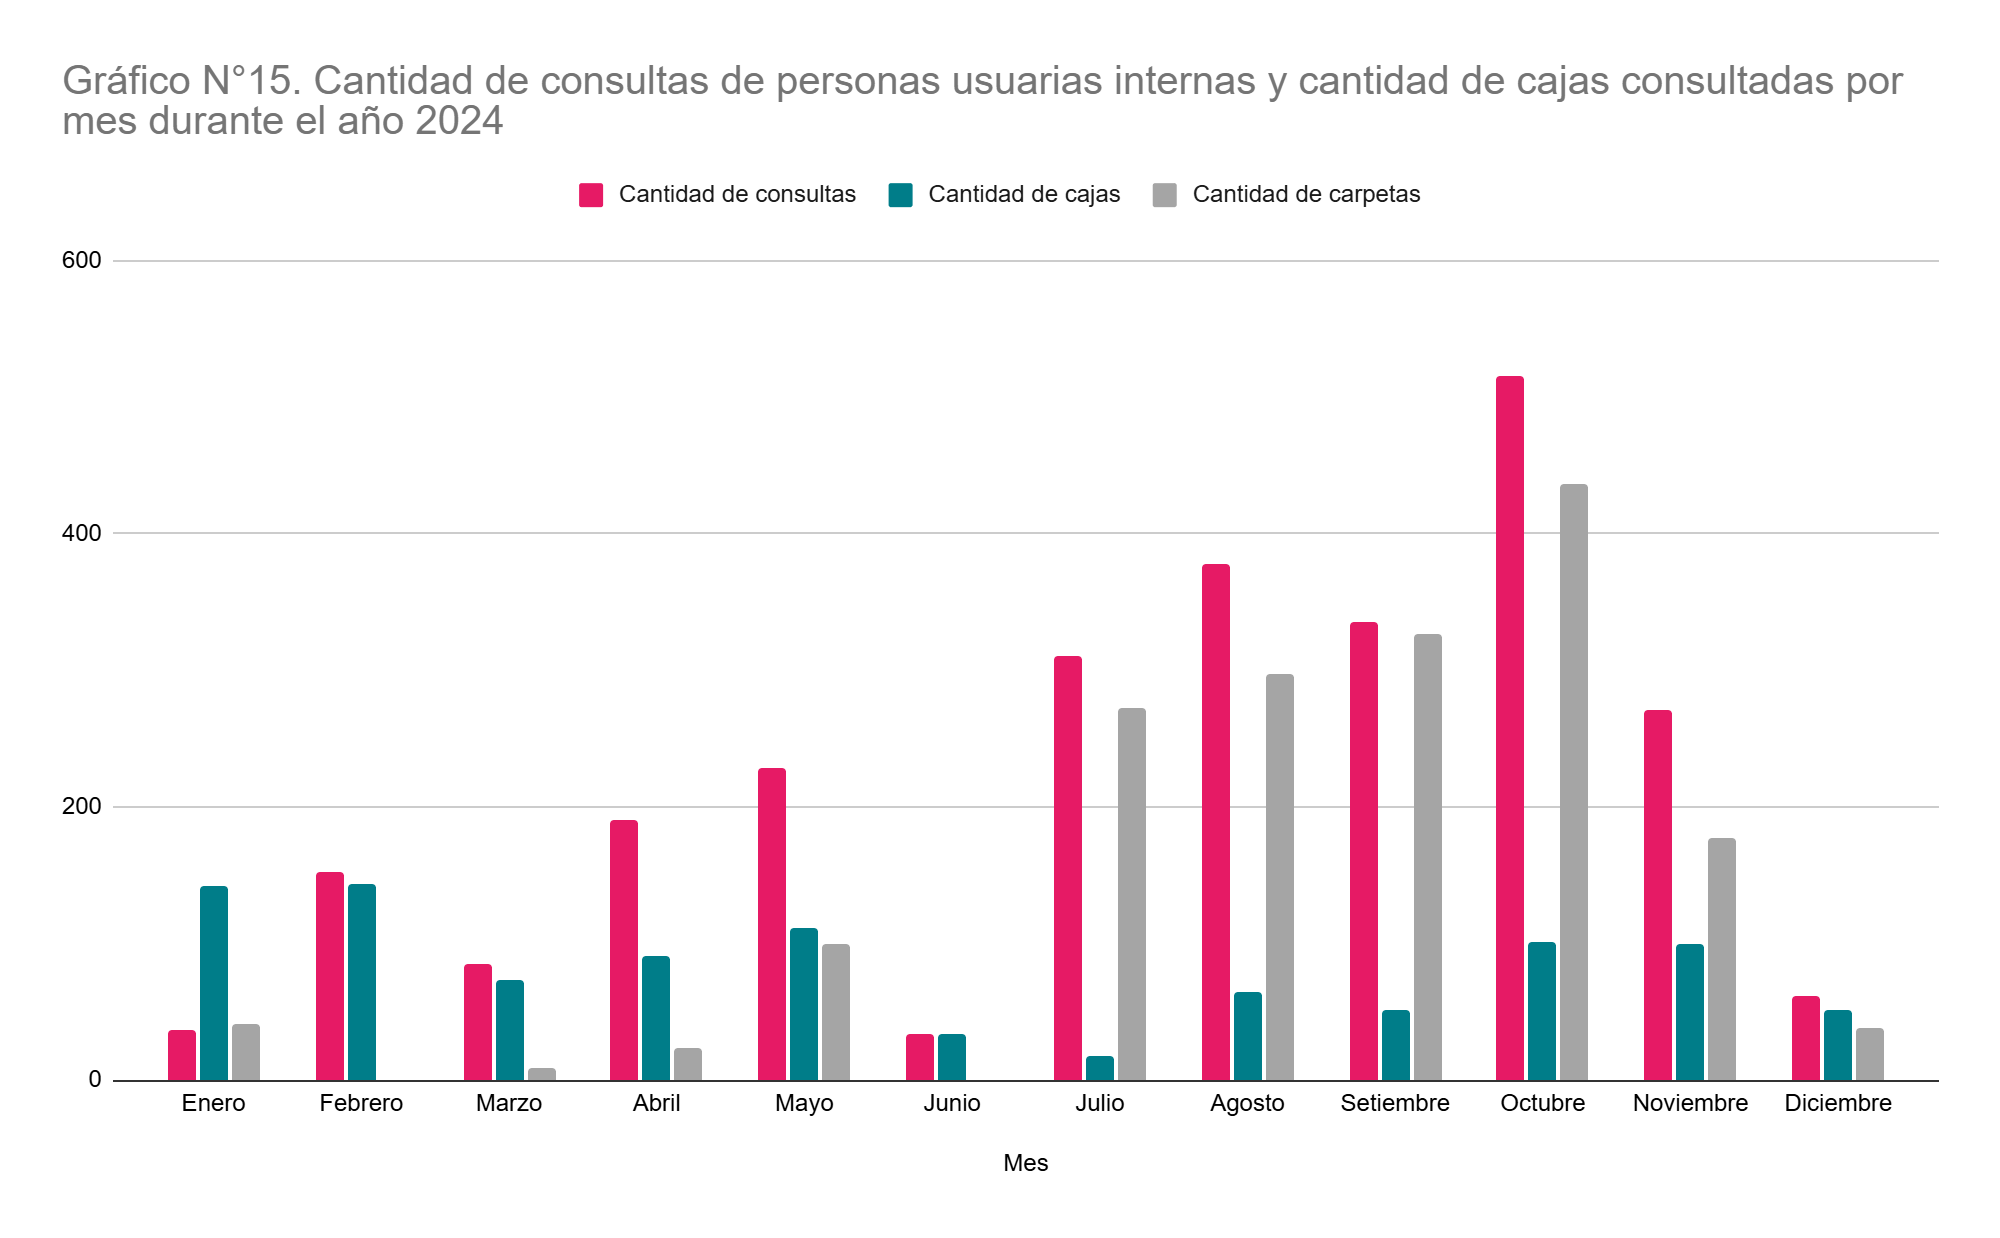 Gráfico N°15. Cantidad de consultas de personas usuarias internas y cantidad de cajas consultadas por
mes durante el año 2024
Cantidad de consultas Cantidad de cajas Cantidad de carpetas
600
400
200
0
Enero Febrero Marzo Abril Mayo Junio Julio Agosto Setiembre Octubre Noviembre Diciembre
Mes